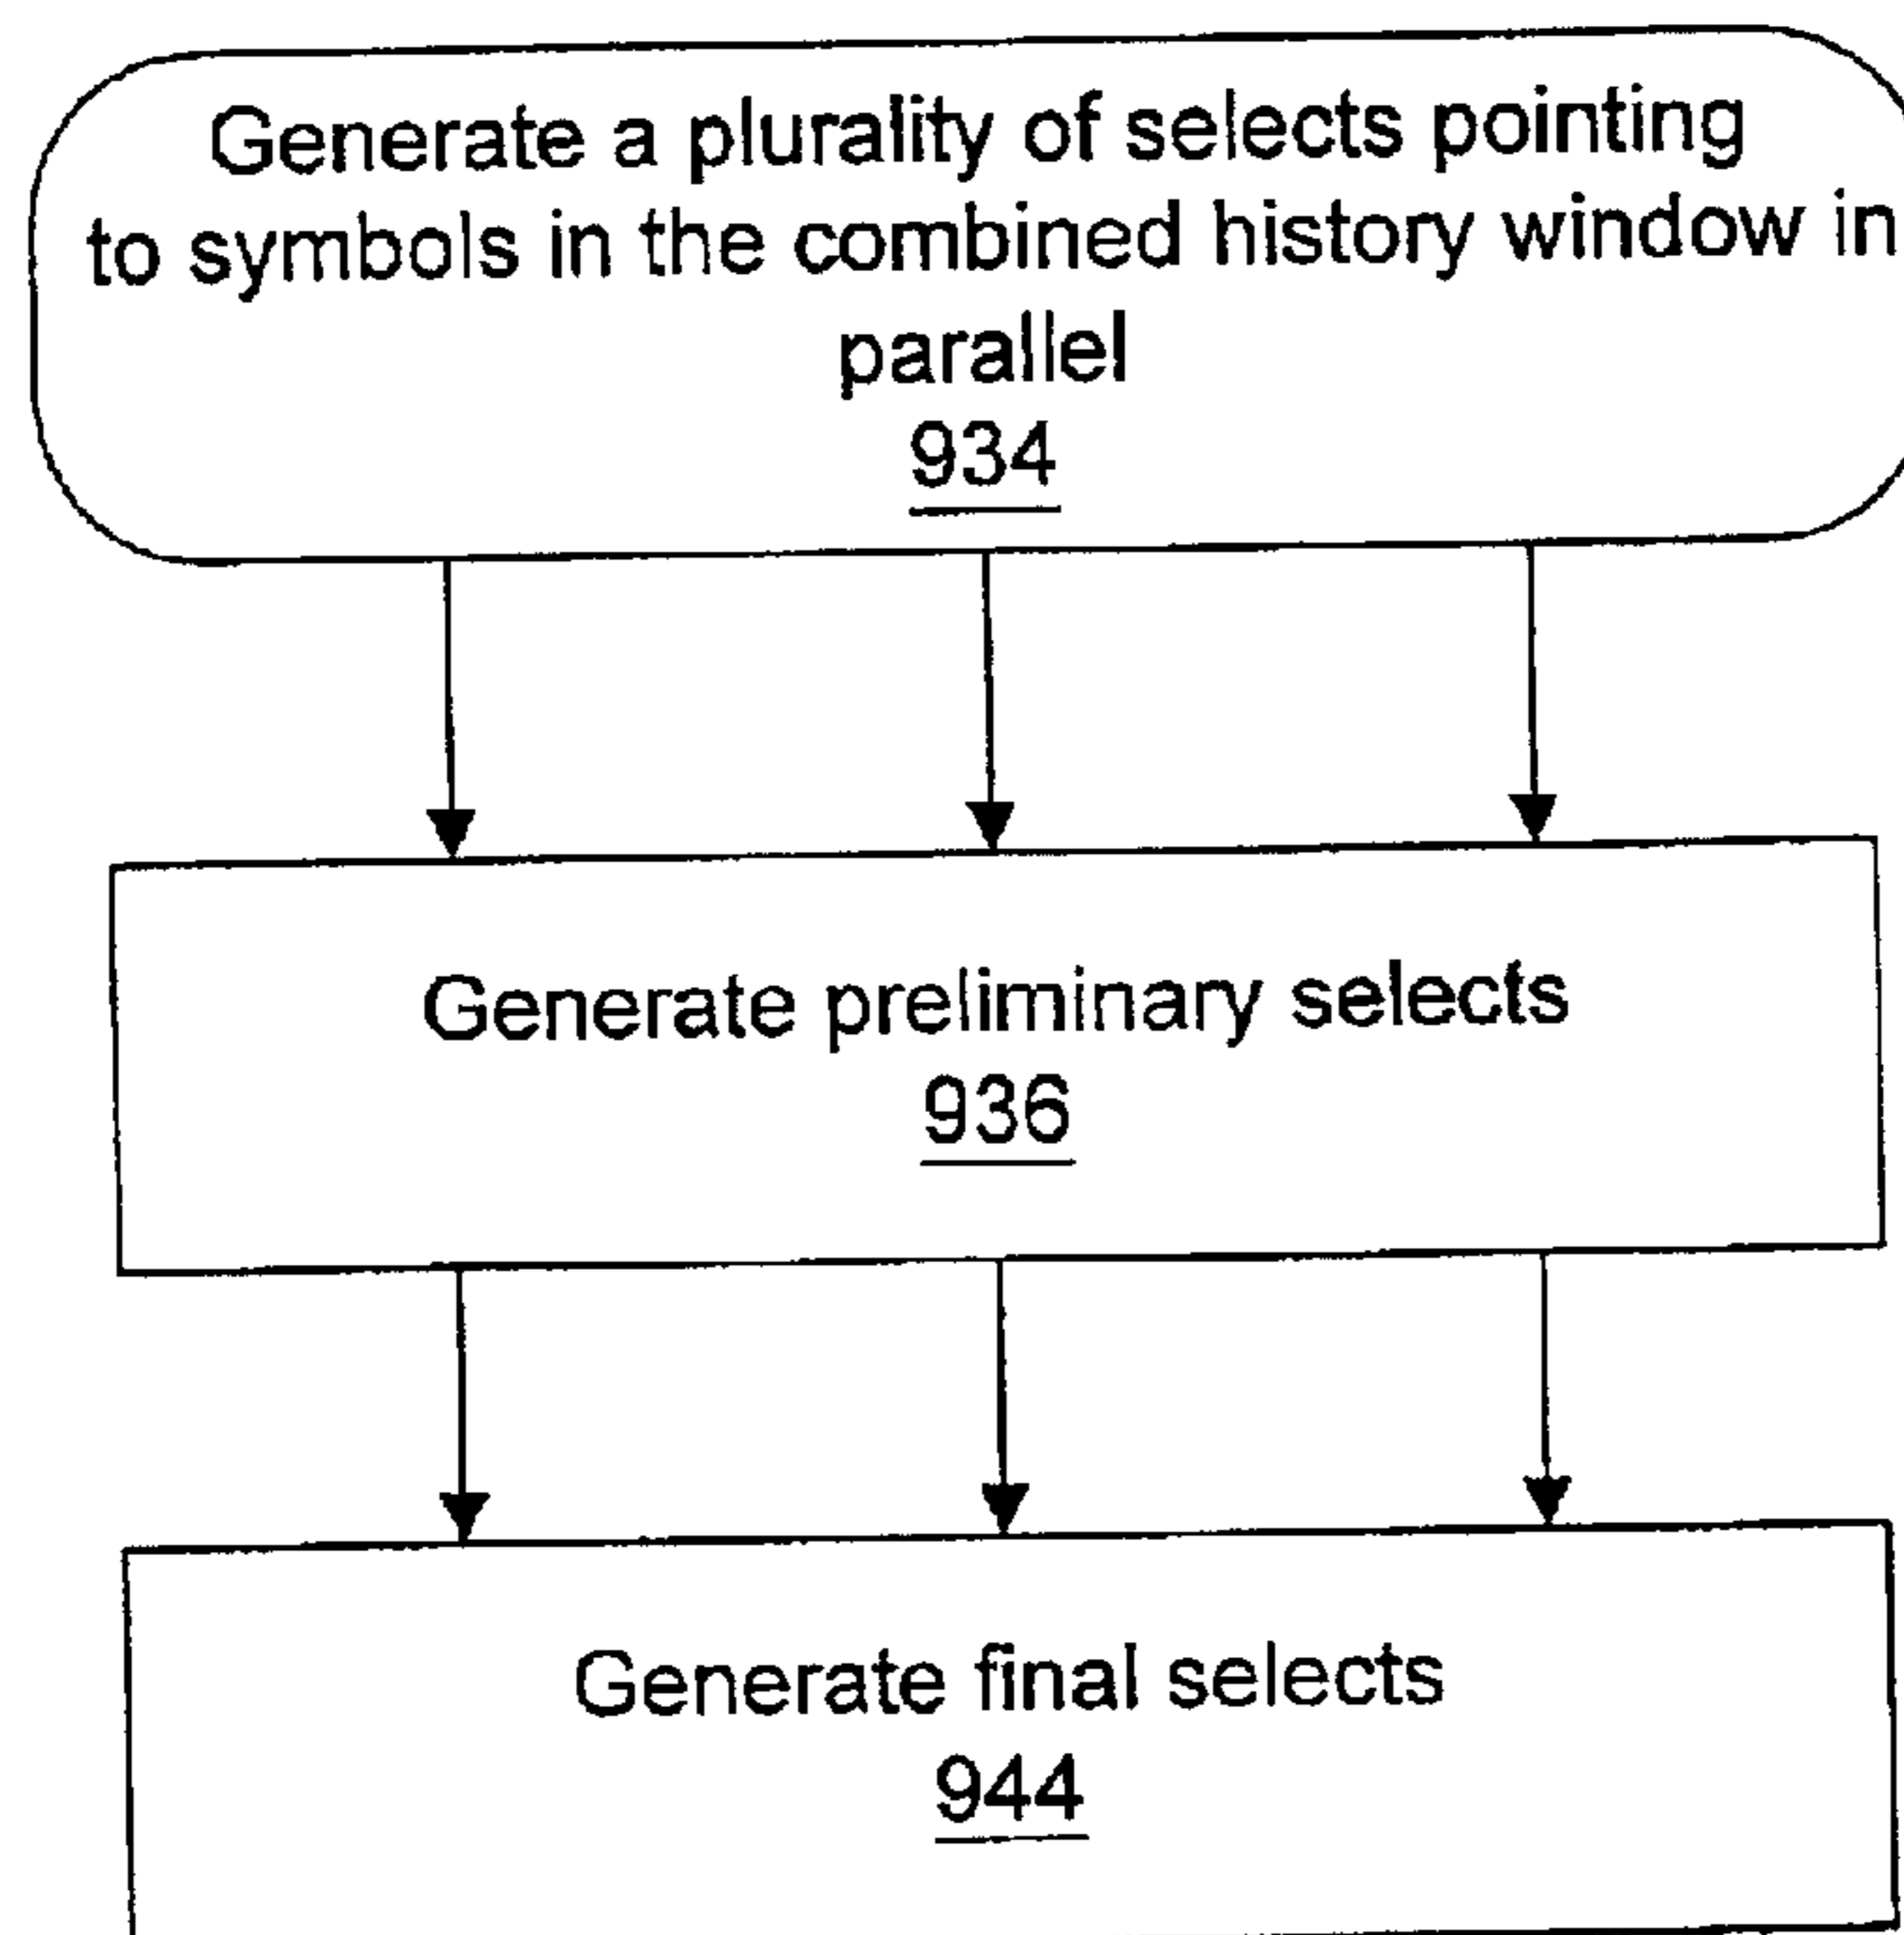 Generate a plurality of selects pointing
to symbols in the combined history window in
parallel
934
Generate preliminary selects
936
Generate final selects
944